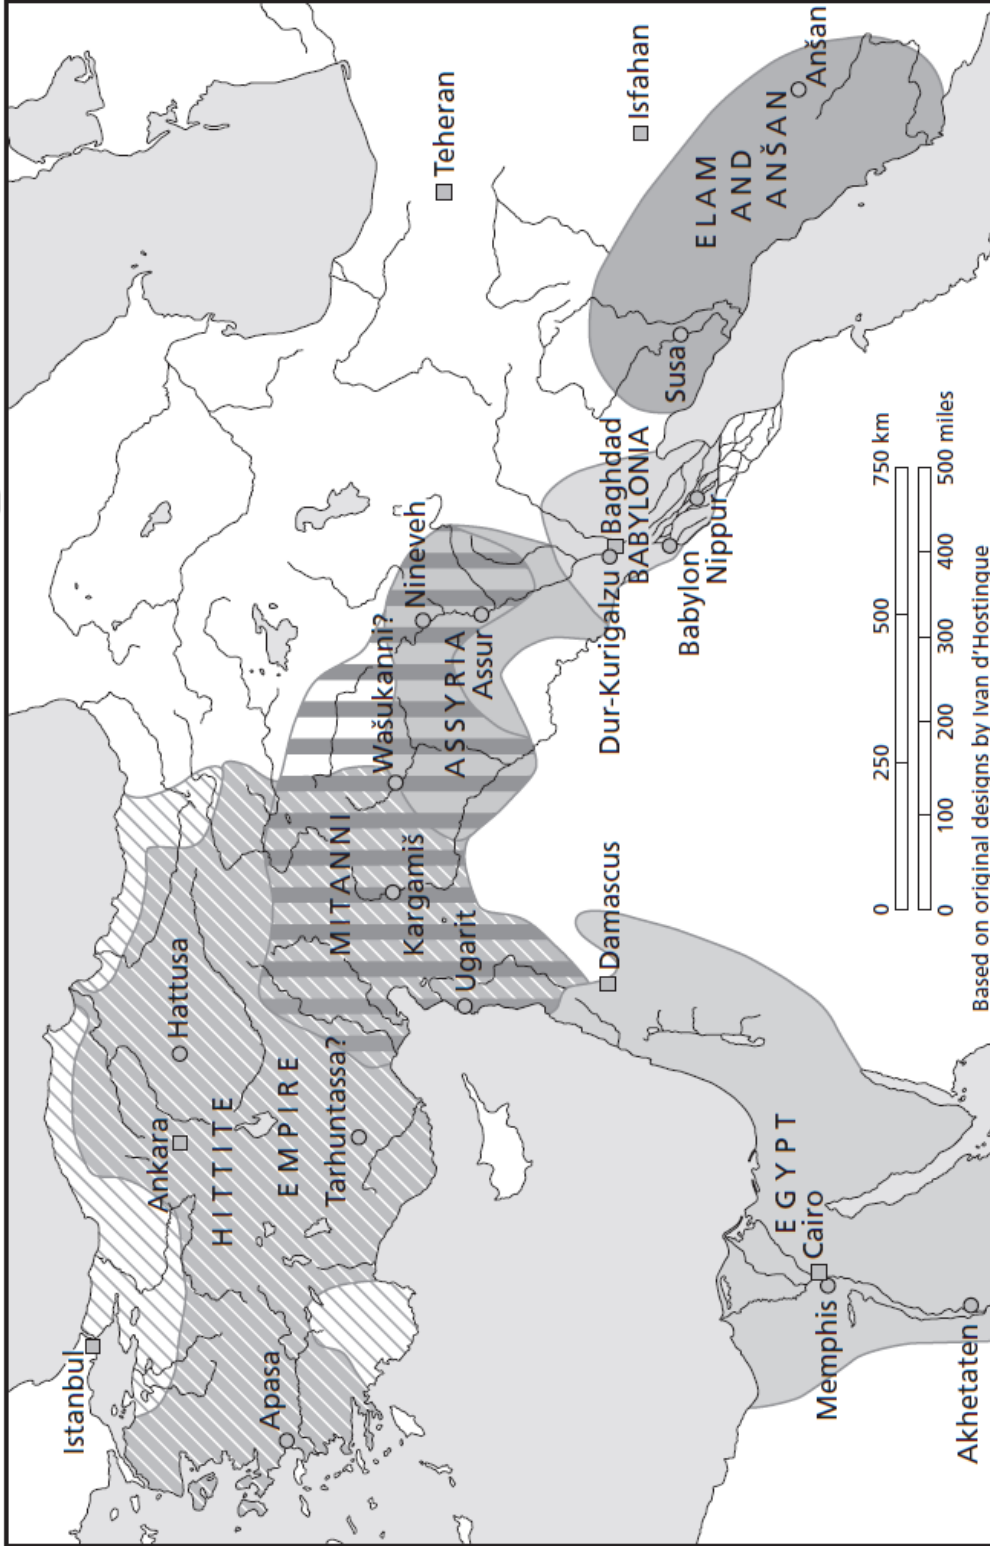 Istanbul
Ankara
Hattusa
HITTITE
EMPIRE
Apasa
Tarhuntassa?
MITANNI
Kargamiš
Ugarit
Wašukanni?
Nineveh
ASSYRIA
Assur
Teheran
Isfahan
Damascus
Dur-Kurigalzu
Baghdad
BABYLONIA
Babylon
Nippur
Susa
ELAM
AND
ANŠAN
Anšan
EGYPT
Cairo
Memphis
Akhetaten
0 250 500 750 km
0 100 200 300 400 500 miles
Based on original designs by Ivan d'Hostingue